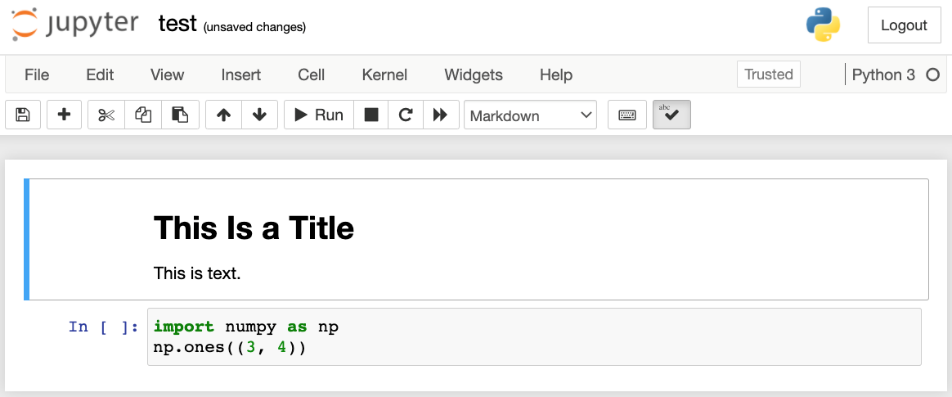 jupyter test (unsaved changes) Logout
File Edit View Insert Cell Kernel Widgets Help Trusted Python 3
Run Markdown abc
This Is a Title
This is text.
In [ ]: import numpy as np
np.ones((3, 4))